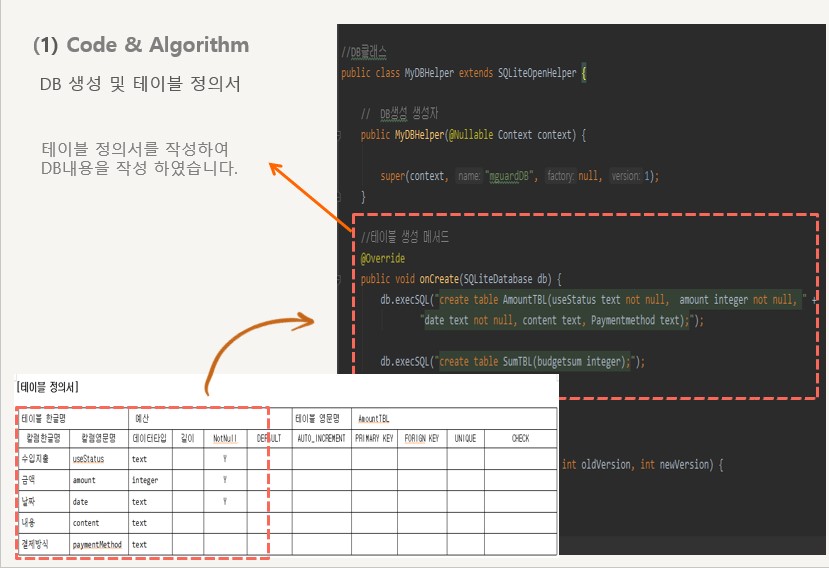 (1) Code & Algorithm
DB 생성 및 테이블 정의서
테이블 정의서를 작성하여
DB내용을 작성 하였습니다.
//DB클래스
public class MyDBHelper extends SQLiteOpenHelper {
// DB생성 생성자
public MyDBHelper(@Nullable Context context) {
super(context, name: "mguardDB", factory: null, version: 1);
}
//테이블 생성 메서드
@Override
public void onCreate(SQLiteDatabase db) {
db.execSQL("create table AmountTBL(useStatus text not null, amount integer not null, " +
"date text not null, content text, Paymentmethod text);");
db.execSQL("create table SumTBL(budgetsum integer);");
int oldVersion, int newVersion) {
[테이블 정의서]
테이블 한글명 예산 테이블 영문명 AmountTBL
칼럼한글명 칼럼영문명 데이터타입 길이 NotNull DEFAULT AUTO_INCREMENT PRIMARY KEY FORIGN KEY UNIQUE CHECK
수입지출 useStatus text Y
금액 amount integer Y
날짜 date text Y
내용 content text
결제방식 paymentMethod text